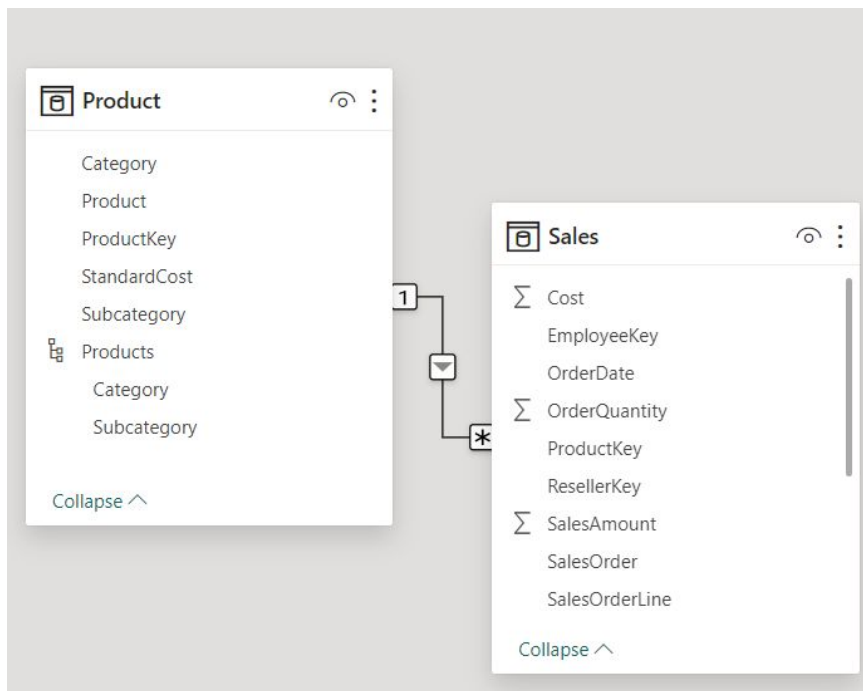 Product
Category
Product
ProductKey
StandardCost
Subcategory
Products
Category
Subcategory
Collapse
1
*
Sales
Σ Cost
EmployeeKey
OrderDate
Σ OrderQuantity
ProductKey
ResellerKey
Σ SalesAmount
SalesOrder
SalesOrderLine
Collapse